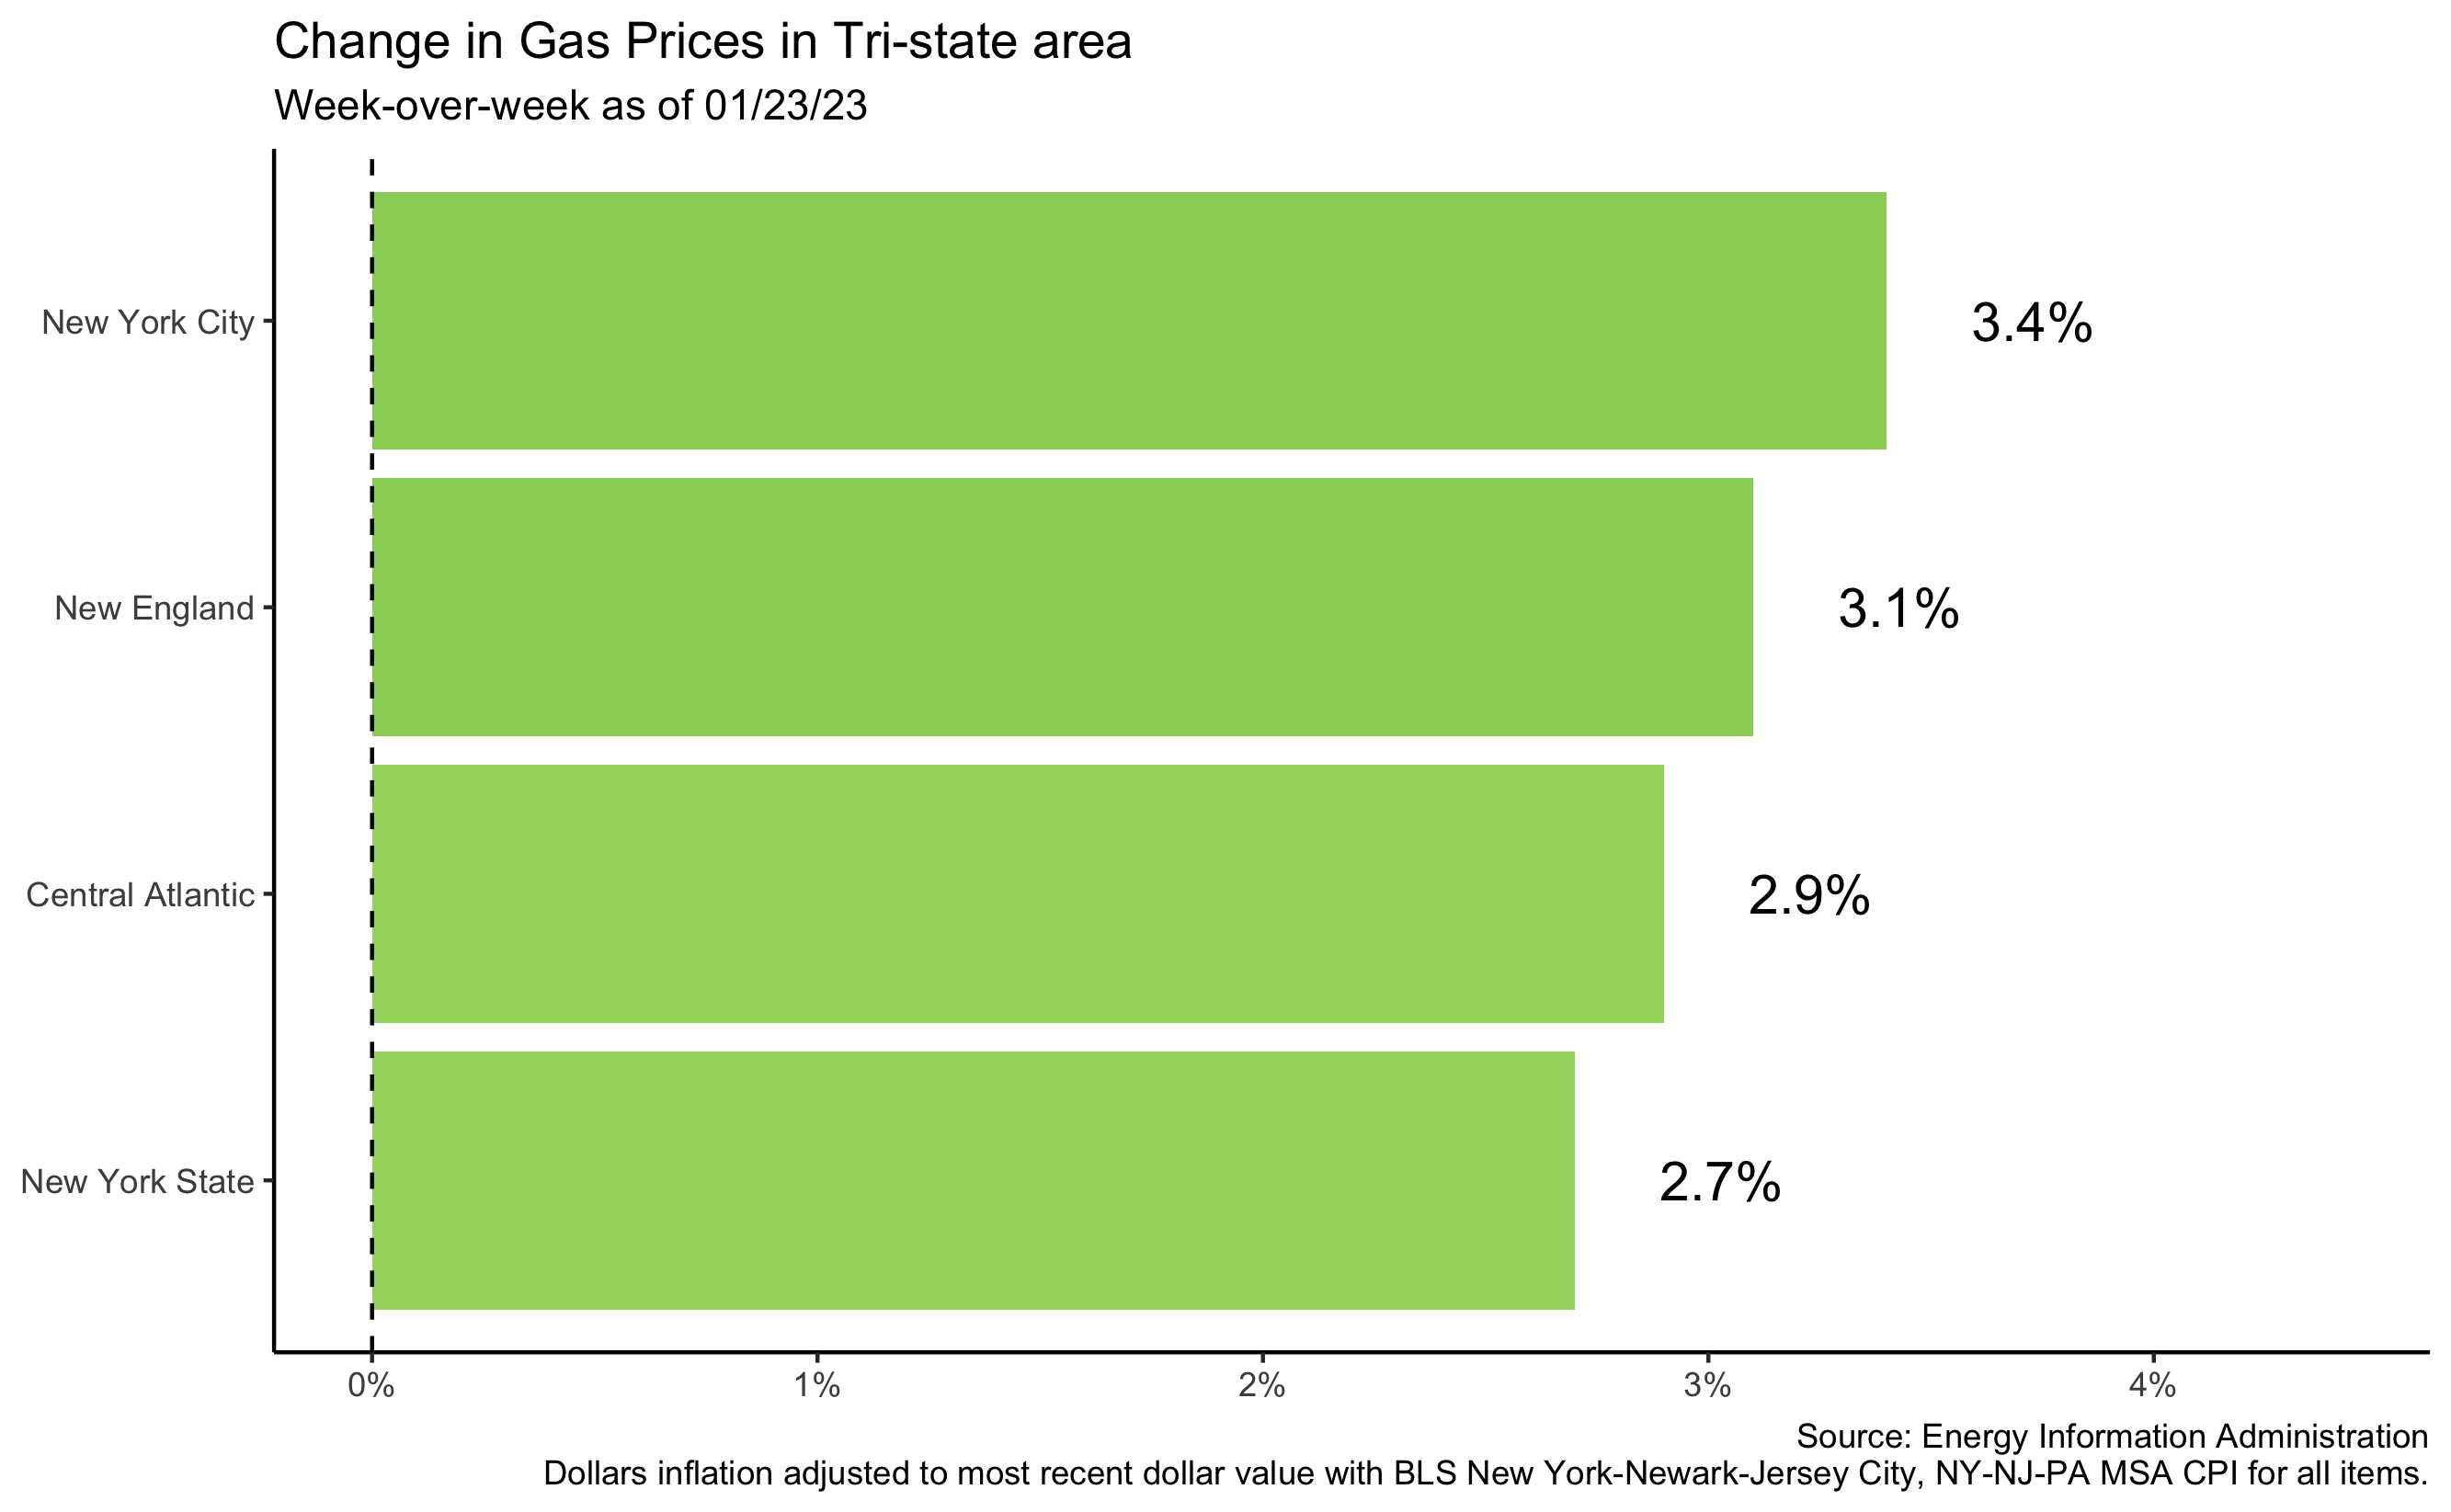 Change in Gas Prices in Tri-state area
Week-over-week as of 01/23/23
New York City
3.4%
New England
3.1%
Central Atlantic
2.9%
New York State
2.7%
0%
1%
2%
3%
4%
Source: Energy Information Administration
Dollars inflation adjusted to most recent dollar value with BLS New York-Newark-Jersey City, NY-NJ-PA MSA CPI for all items.